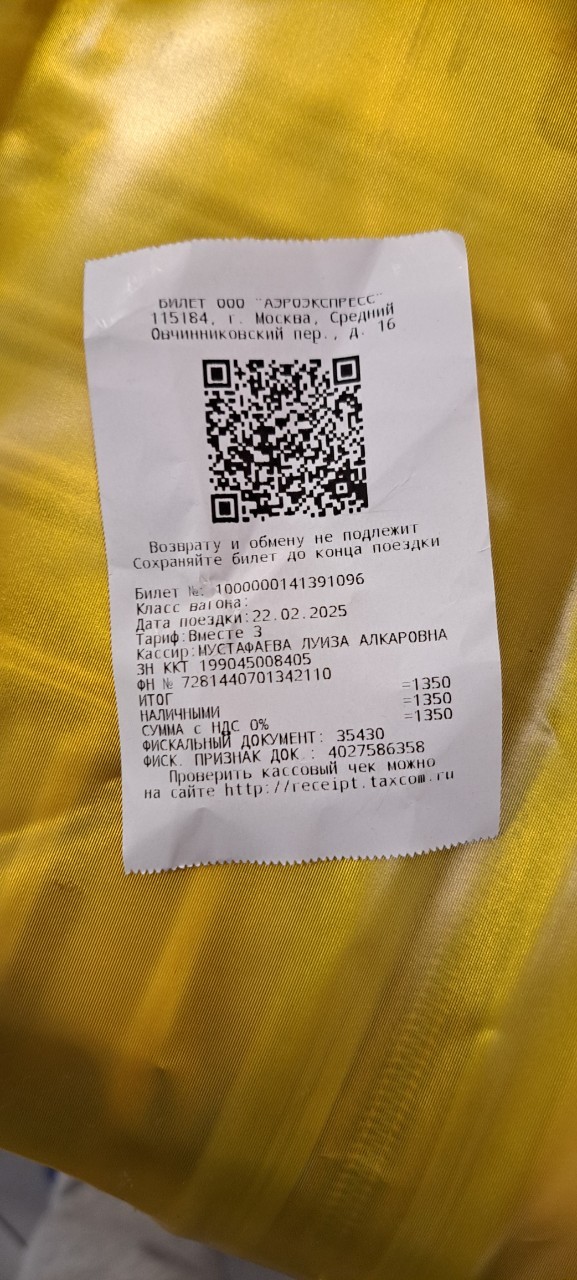 БИЛЕТ ООО "АЭРОЭКСПРЕСС"
115184, г. Москва, Средний
Овчинниковский пер., д. 16
Возврату и обмену не подлежит
Сохраняйте билет до конца поездки
Билет №: 1000000141391096
Класс вагона:
Дата поездки:22.02.2025
Тариф:Вместе 3
Кассир:МУСТАФАЕВА ЛУИЗА АЛКАРОВНА
ЗН ККТ 199045008405
ФН № 7281440701342110
ИТОГ =1350
НАЛИЧНЫМИ =1350
СУММА с НДС 0% =1350
ФИСКАЛЬНЫЙ ДОКУМЕНТ: 35430
ФИСК. ПРИЗНАК ДОК.: 4027586358
Проверить кассовый чек можно
на сайте http://receipt.taxcom.ru